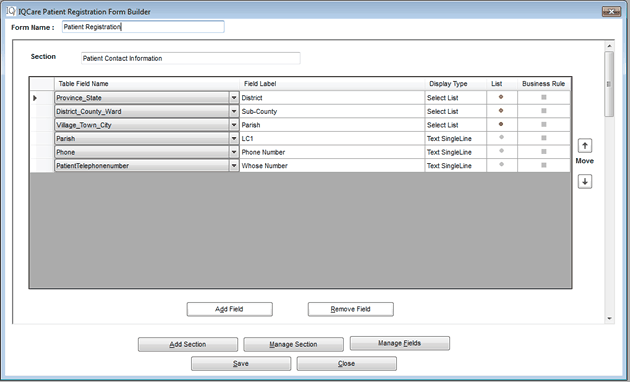 IQCare Patient Registration Form Builder
Form Name : Patient Registration
Section Patient Contact Information
Table Field Name Field Label Display Type List Business Rule
Province_State District Select List
District_County_Ward Sub-County Select List
Village_Town_City Parish Select List
Parish LC1 Text SingleLine
Phone Phone Number Text SingleLine
PatientTelephonenumber Whose Number Text SingleLine
Move
Add Field Remove Field
Add Section Manage Section Manage Fields
Save Close